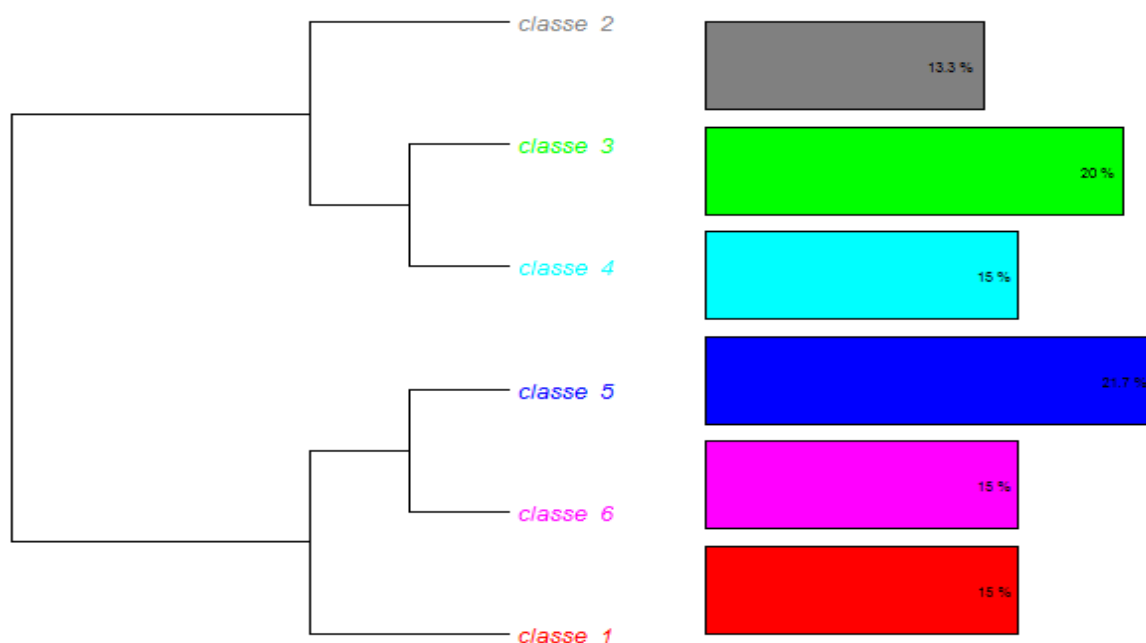 classe 2
13.3 %
classe 3
20 %
classe 4
15 %
classe 5
21.7 %
classe 6
15 %
classe 1
15 %